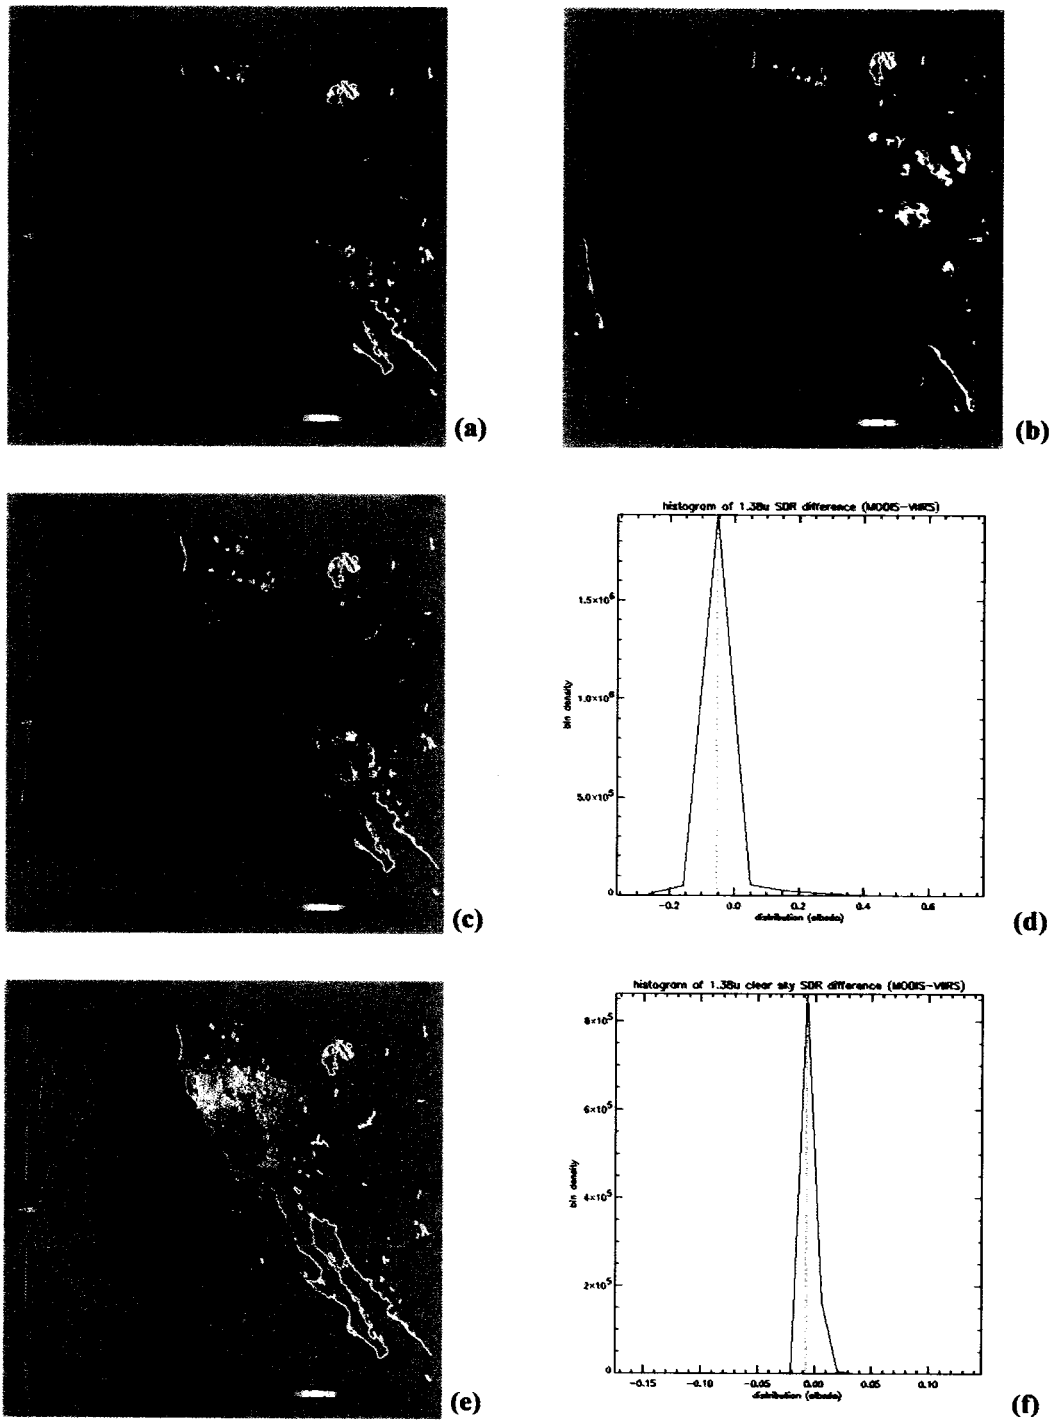 (a)
(b)
histogram of 1.38u SDR difference (MODIS-VIIRS)
1.5×10⁶
1.0×10⁶
5.0×10⁵
0
bin density
-0.2 0.0 0.2 0.4 0.6
distribution (albedo)
(c)
(d)
histogram of 1.38u clear sky SDR difference (MODIS-VIIRS)
8×10⁵
6×10⁵
4×10⁵
2×10⁵
0
bin density
-0.15 -0.10 -0.05 0.00 0.05 0.10
distribution (albedo)
(e)
(f)